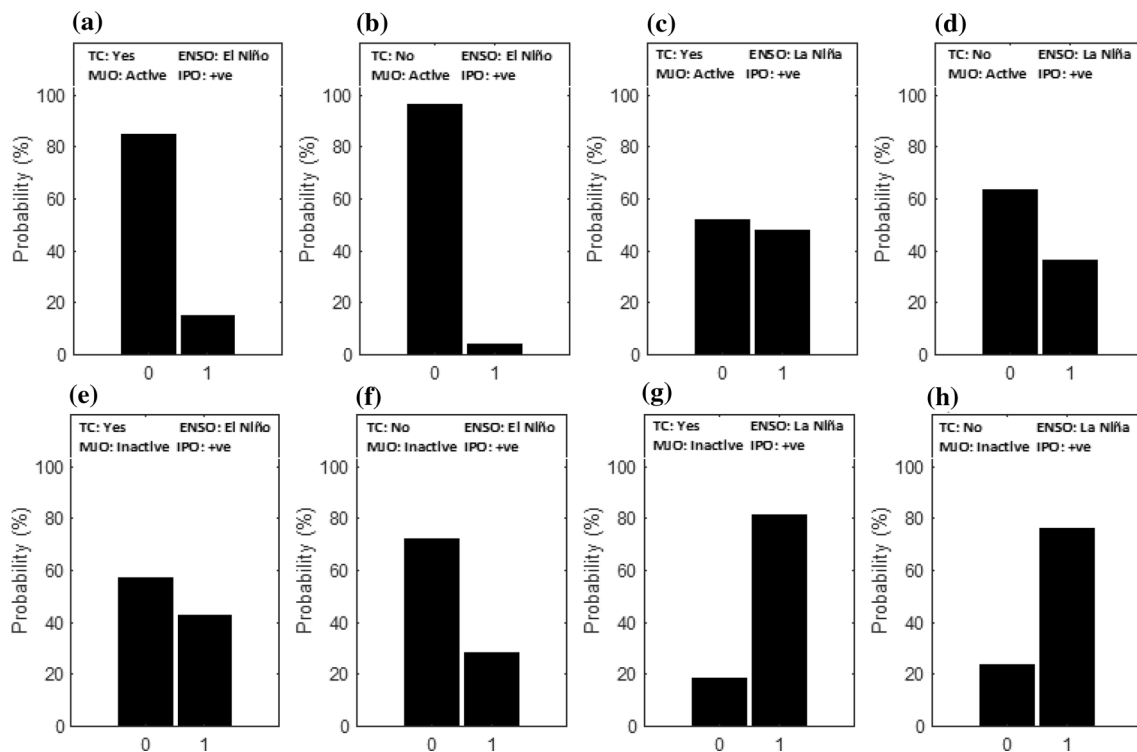 (a) (b) (c) (d)
TC: Yes ENSO: El Niño
MJO: Active IPO: +ve
TC: No ENSO: El Niño
MJO: Active IPO: +ve
TC: Yes ENSO: La Niña
MJO: Active IPO: +ve
TC: No ENSO: La Niña
MJO: Active IPO: +ve
100
80
60
40
20
0
Probability (%)
0 1
100
80
60
40
20
0
Probability (%)
0 1
100
80
60
40
20
0
Probability (%)
0 1
100
80
60
40
20
0
Probability (%)
0 1
(e) (f) (g) (h)
TC: Yes ENSO: El Niño
MJO: Inactive IPO: +ve
TC: No ENSO: El Niño
MJO: Inactive IPO: +ve
TC: Yes ENSO: La Niña
MJO: Inactive IPO: +ve
TC: No ENSO: La Niña
MJO: Inactive IPO: +ve
100
80
60
40
20
0
Probability (%)
0 1
100
80
60
40
20
0
Probability (%)
0 1
100
80
60
40
20
0
Probability (%)
0 1
100
80
60
40
20
0
Probability (%)
0 1